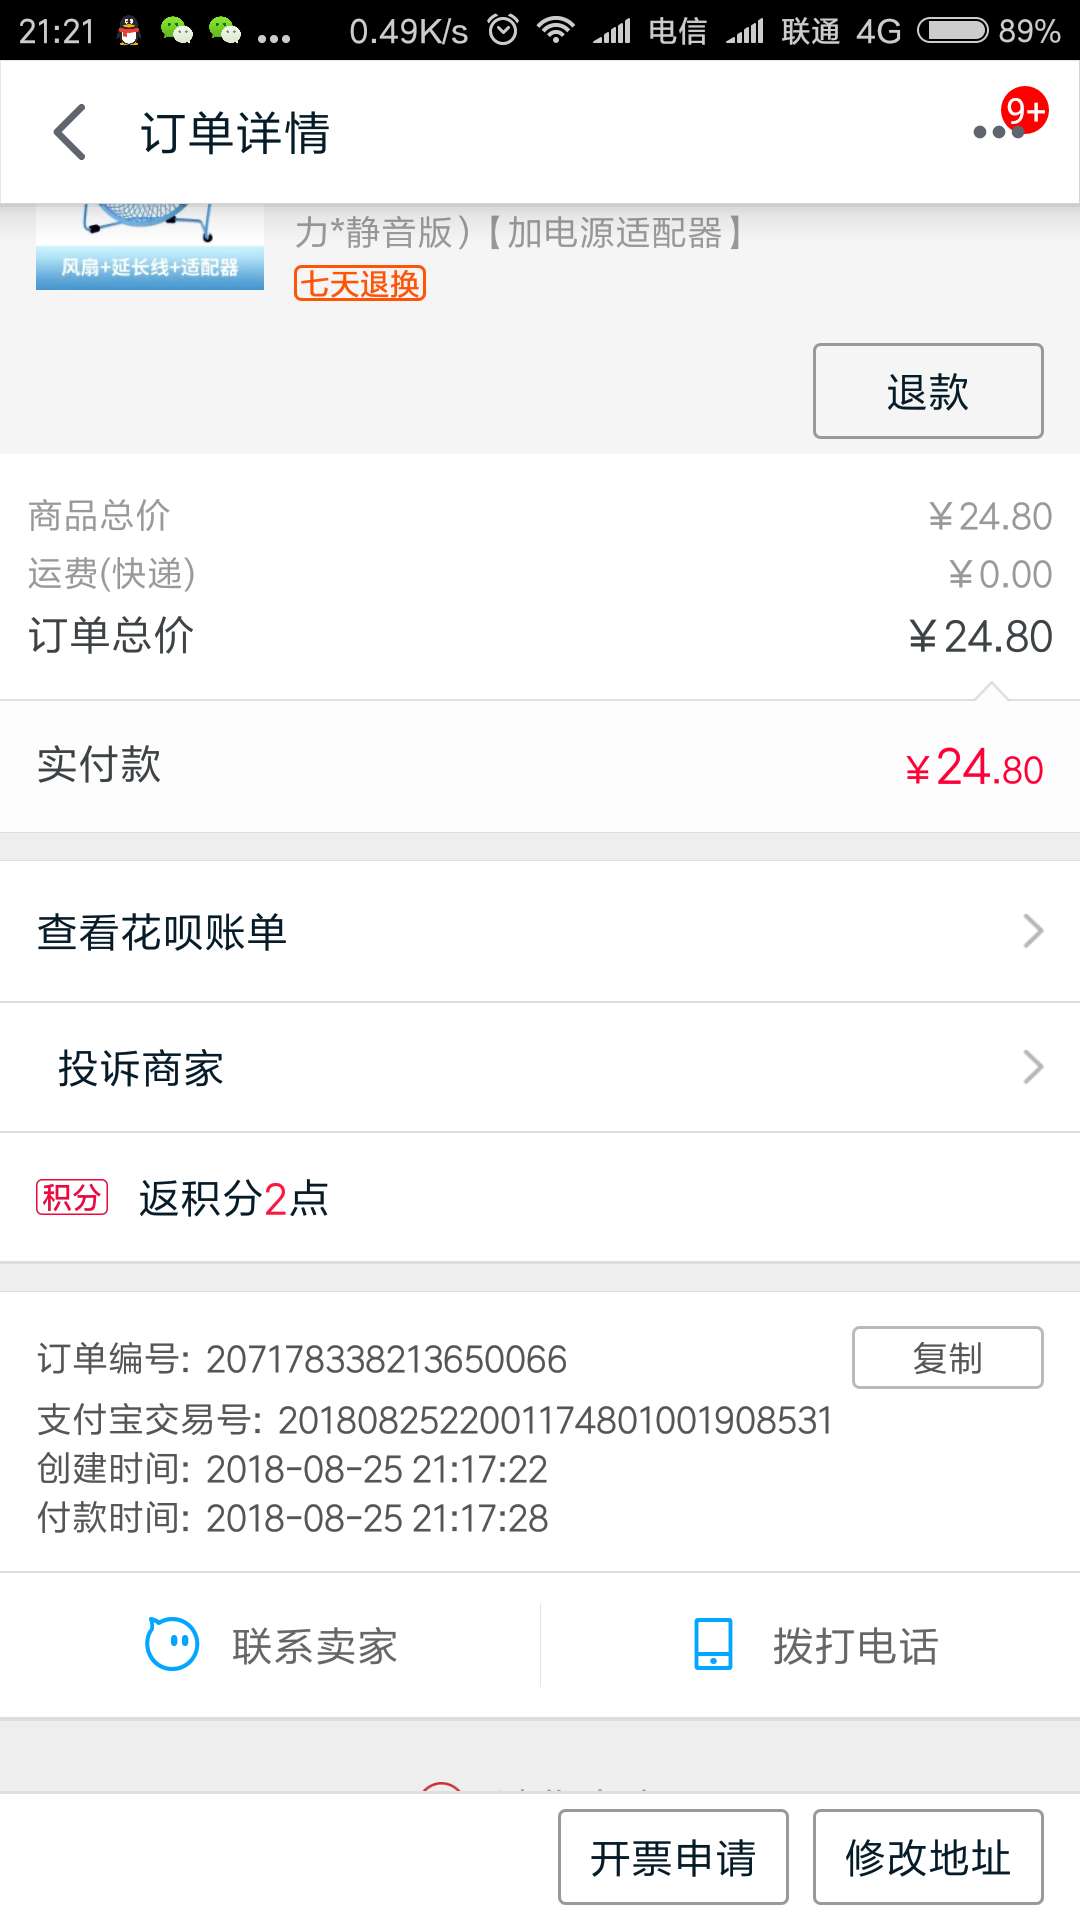 21:21 ... 0.49K/s 电信 联通 4G 89%
订单详情 9+
力*静音版）【加电源适配器】
风扇+延长线+适配器
七天退换
退款
商品总价 ¥24.80
运费(快递) ¥0.00
订单总价 ¥24.80
实付款 ¥24.80
查看花呗账单
投诉商家
积分 返积分2点
订单编号: 207178338213650066 复制
支付宝交易号: 2018082522001174801001908531
创建时间: 2018-08-25 21:17:22
付款时间: 2018-08-25 21:17:28
联系卖家 拨打电话
开票申请 修改地址